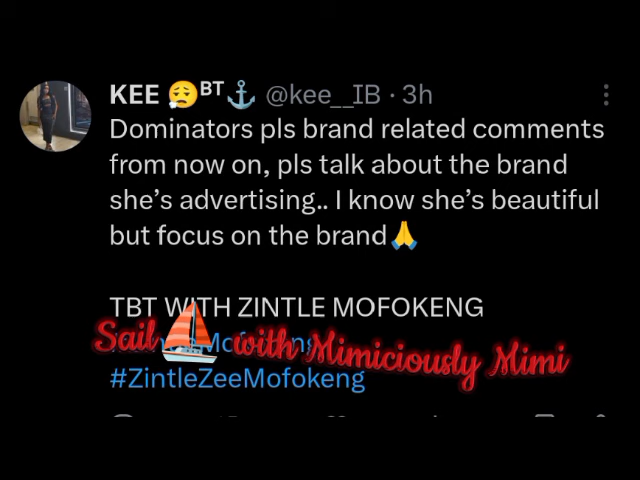 KEE 😮‍💨ᴮᵀ⚓ @kee__IB · 3h
Dominators pls brand related comments
from now on, pls talk about the brand
she's advertising.. I know she's beautiful
but focus on the brand🙏
TBT WITH ZINTLE MOFOKENG
Sail⛵ with Mimiciously Mimi
#ZintleZeeMofokeng